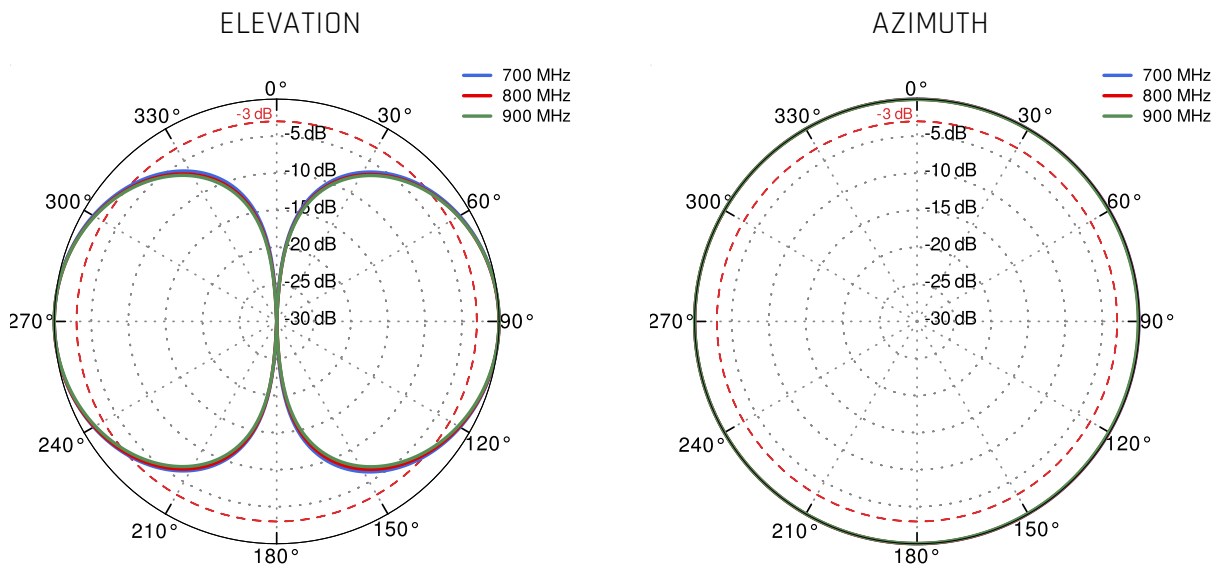 ELEVATION
700 MHz
800 MHz
900 MHz
0°
30°
60°
90°
120°
150°
180°
210°
240°
270°
300°
330°
-3 dB
-5 dB
-10 dB
-15 dB
-20 dB
-25 dB
-30 dB
AZIMUTH
700 MHz
800 MHz
900 MHz
0°
30°
60°
90°
120°
150°
180°
210°
240°
270°
300°
330°
-3 dB
-5 dB
-10 dB
-15 dB
-20 dB
-25 dB
-30 dB